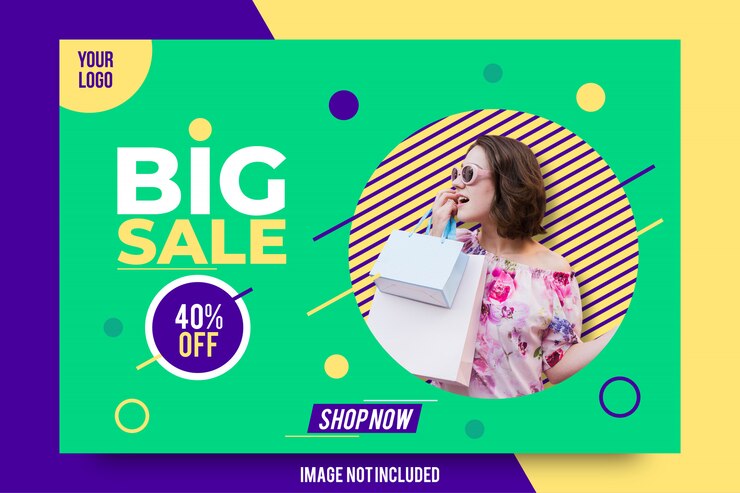 YOUR
LOGO
BIG
SALE
40%
OFF
SHOP NOW
IMAGE NOT INCLUDED